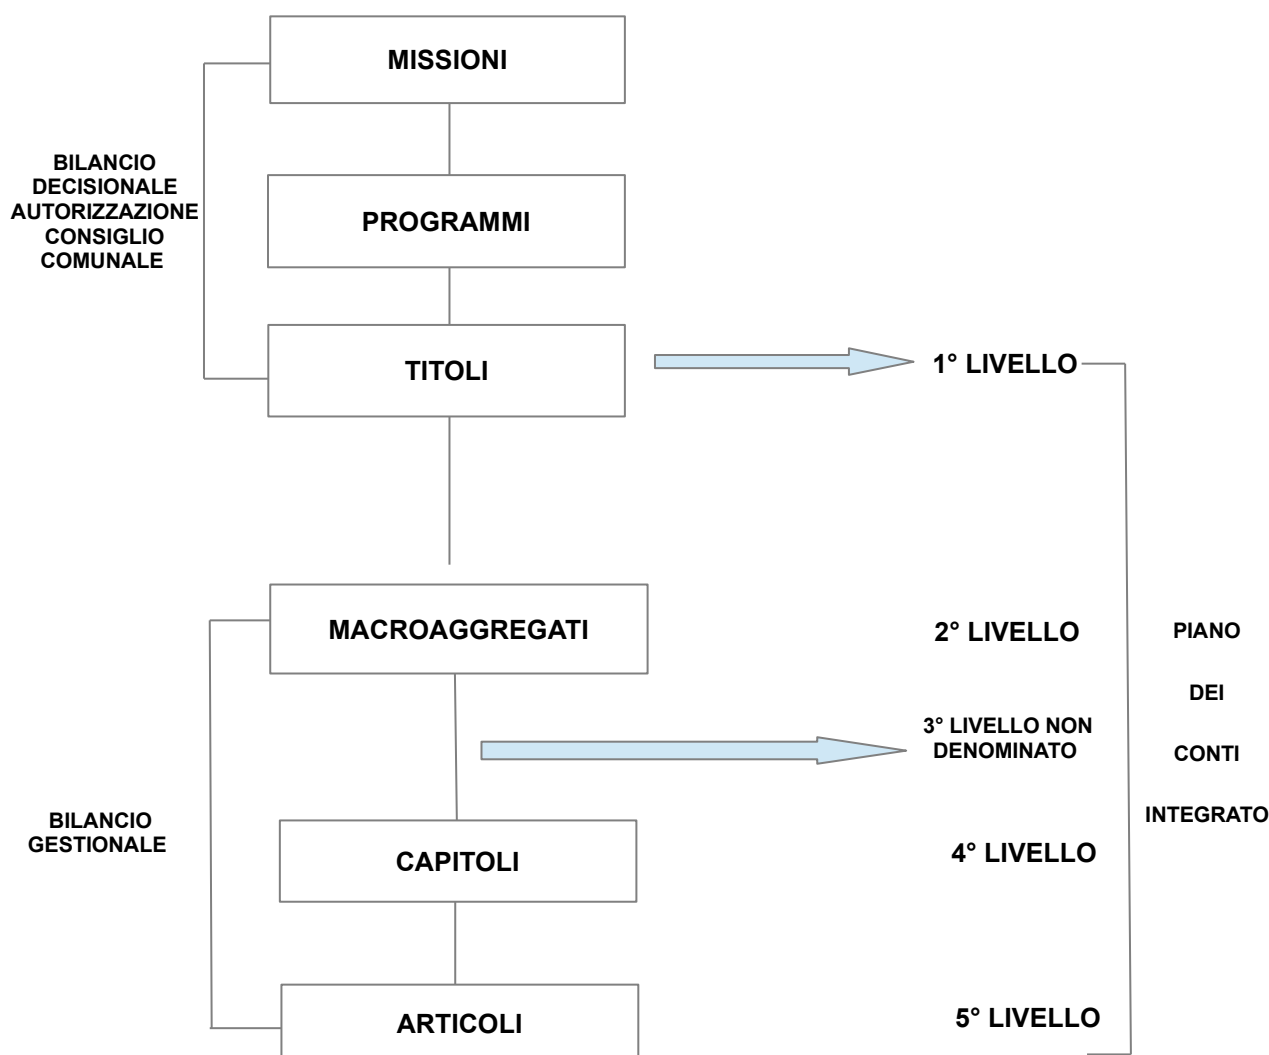 MISSIONI
BILANCIO
DECISIONALE
AUTORIZZAZIONE
CONSIGLIO
COMUNALE
PROGRAMMI
TITOLI
1° LIVELLO
MACROAGGREGATI
2° LIVELLO
PIANO
DEI
3° LIVELLO NON
DENOMINATO
CONTI
INTEGRATO
BILANCIO
GESTIONALE
CAPITOLI
4° LIVELLO
ARTICOLI
5° LIVELLO